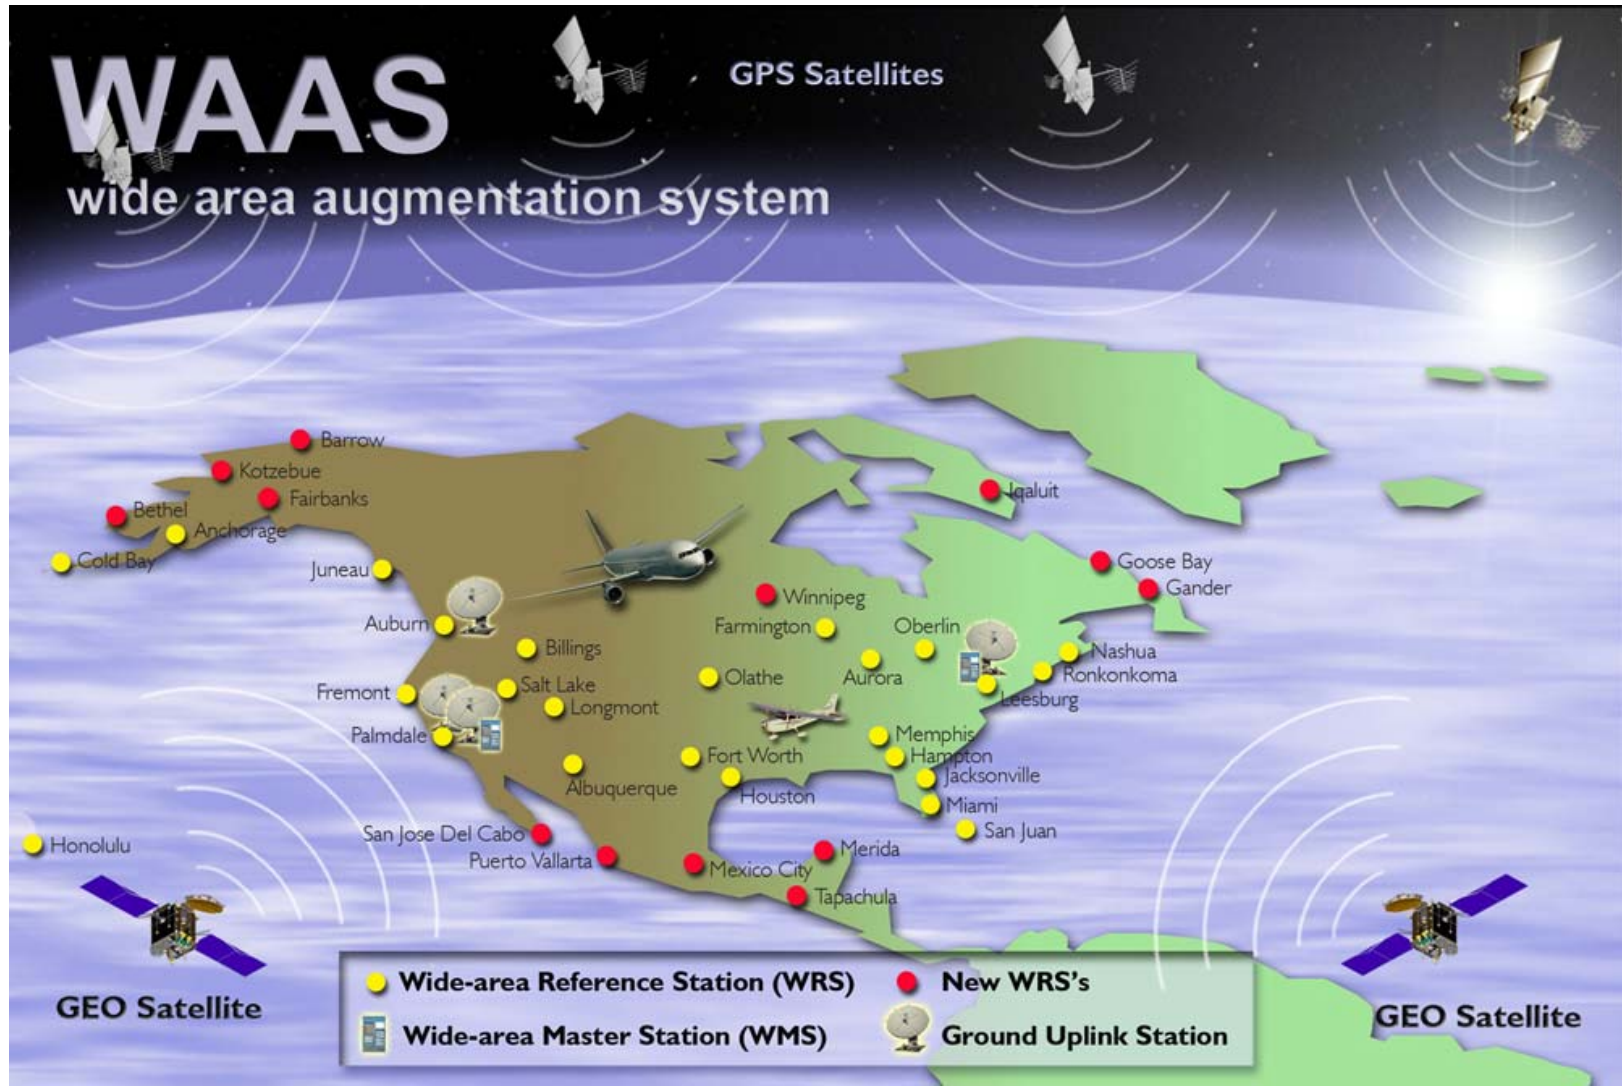 WAAS
wide area augmentation system
GPS Satellites
Barrow
Kotzebue
Fairbanks
Bethel
Anchorage
Cold Bay
Juneau
Iqaluit
Goose Bay
Gander
Winnipeg
Auburn
Farmington
Oberlin
Billings
Nashua
Ronkonkoma
Aurora
Olathe
Fremont
Salt Lake
Longmont
Leesburg
Palmdale
Memphis
Fort Worth
Hampton
Albuquerque
Houston
Jacksonville
Miami
San Juan
San Jose Del Cabo
Honolulu
Puerto Vallarta
Merida
Mexico City
Tapachula
GEO Satellite
Wide-area Reference Station (WRS)
New WRS's
Wide-area Master Station (WMS)
Ground Uplink Station
GEO Satellite